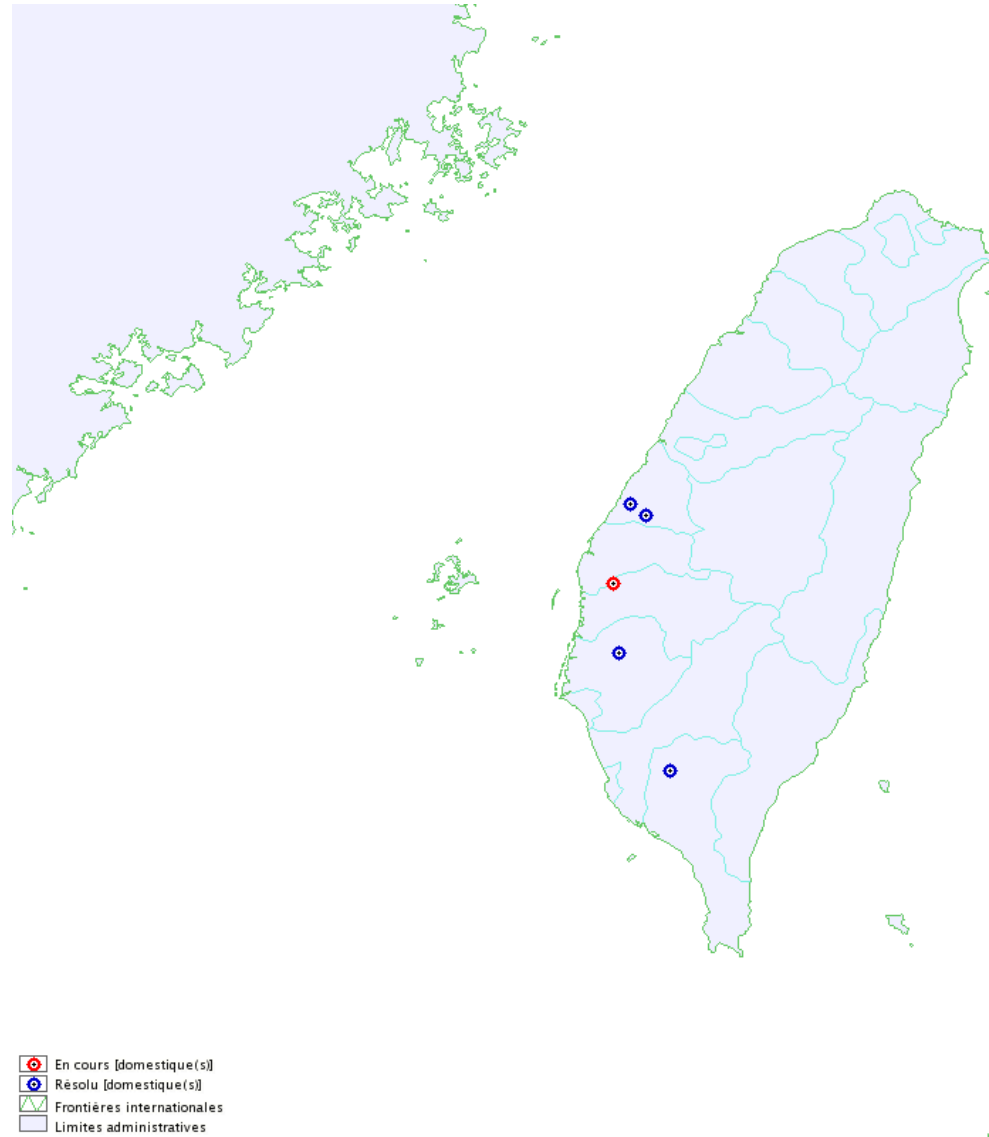 En cours [domestique(s)]
Résolu [domestique(s)]
Frontières internationales
Limites administratives